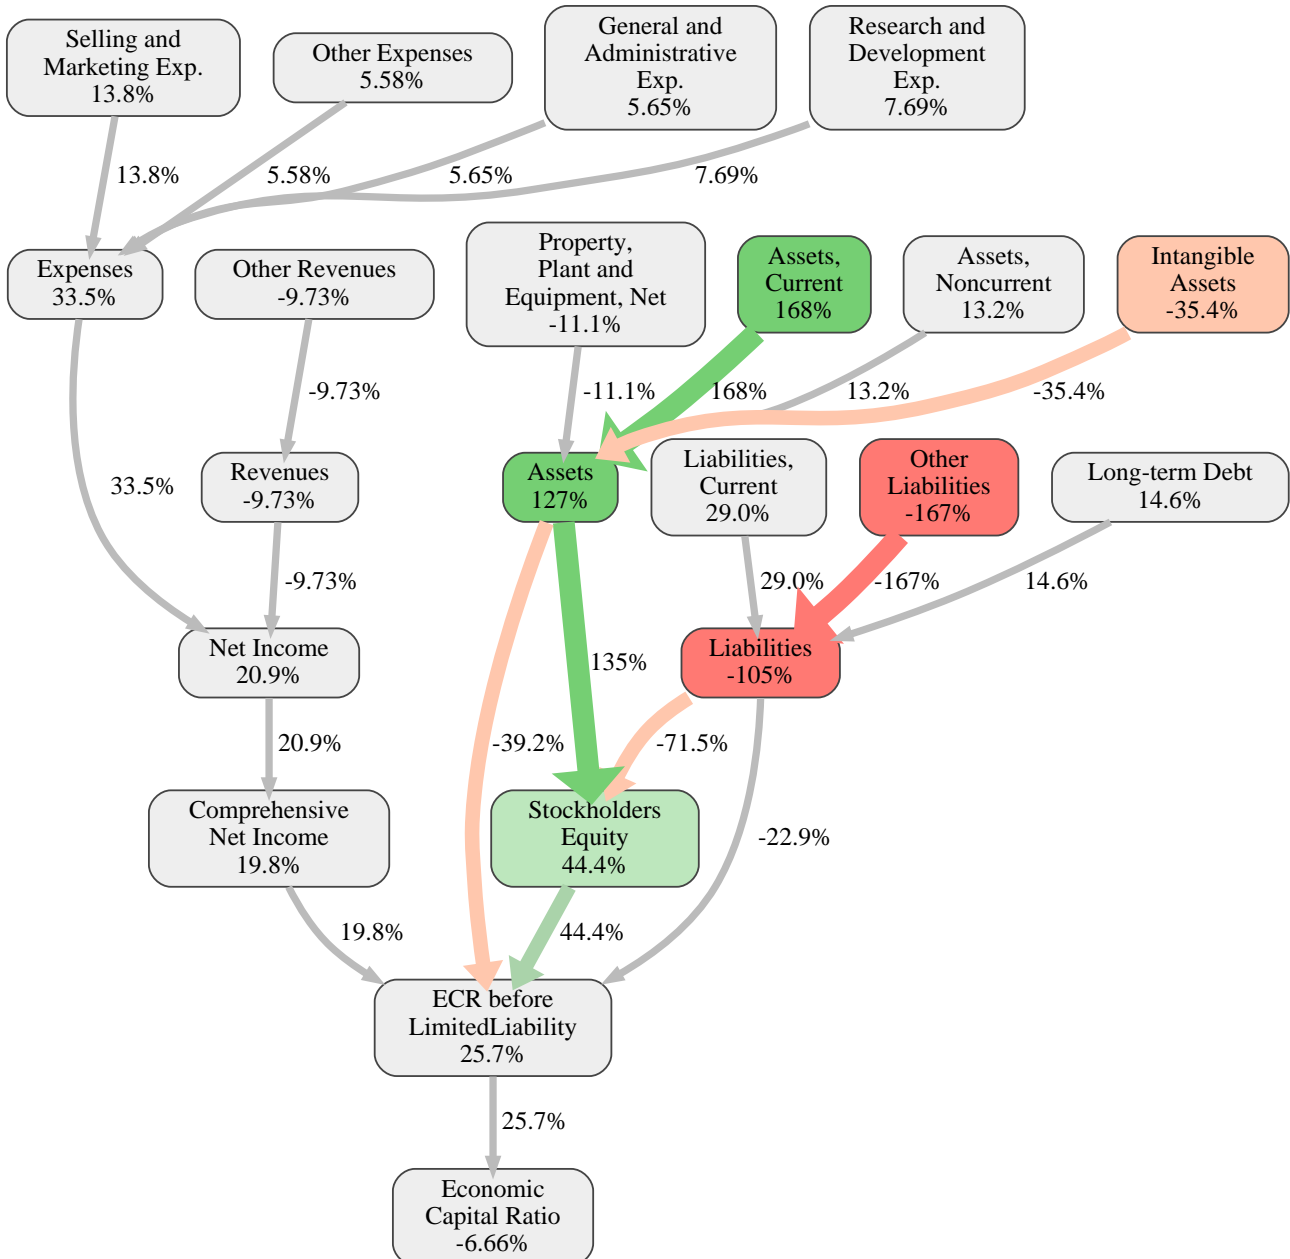 Selling and
Marketing Exp.
13.8%
Other Expenses
5.58%
General and
Administrative
Exp.
5.65%
Research and
Development
Exp.
7.69%
13.8%
5.58%
5.65%
7.69%
Expenses
33.5%
Other Revenues
-9.73%
Property,
Plant and
Equipment, Net
-11.1%
Assets,
Current
168%
Assets,
Noncurrent
13.2%
Intangible
Assets
-35.4%
-9.73%
-11.1%
168%
13.2%
-35.4%
33.5%
Revenues
-9.73%
Assets
127%
Liabilities,
Current
29.0%
Other
Liabilities
-167%
Long-term Debt
14.6%
-9.73%
29.0%
-167%
14.6%
Net Income
20.9%
135%
Liabilities
-105%
20.9%
-39.2%
-71.5%
Comprehensive
Net Income
19.8%
Stockholders
Equity
44.4%
-22.9%
19.8%
44.4%
ECR before
LimitedLiability
25.7%
25.7%
Economic
Capital Ratio
-6.66%